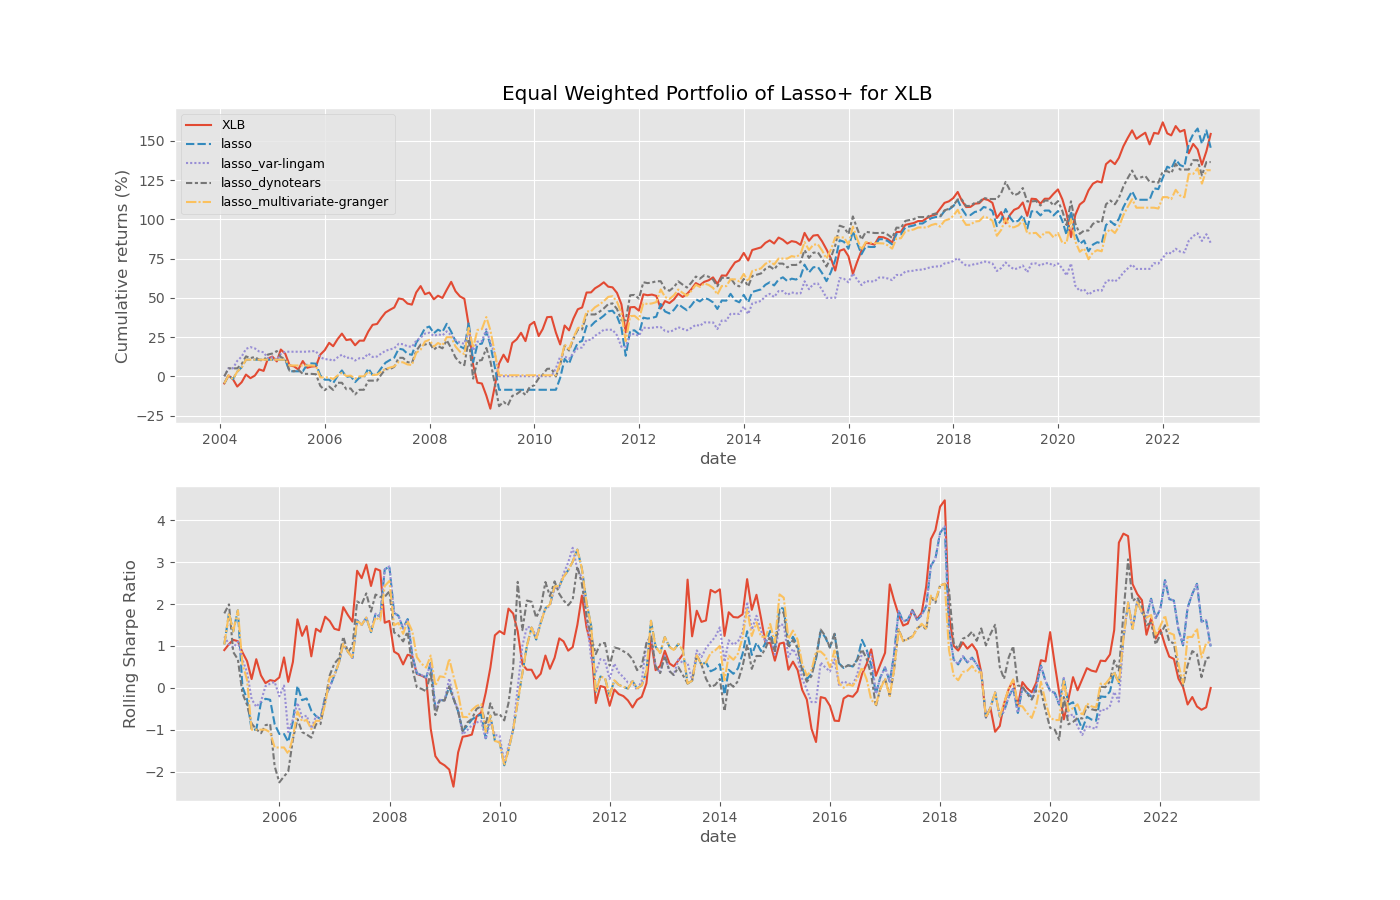 Equal Weighted Portfolio of Lasso+ for XLB
XLB
lasso
lasso_var-lingam
lasso_dynotears
lasso_multivariate-granger
Cumulative returns (%)
150
125
100
75
50
25
0
−25
2004 2006 2008 2010 2012 2014 2016 2018 2020 2022
date
Rolling Sharpe Ratio
4
3
2
1
0
−1
−2
2006 2008 2010 2012 2014 2016 2018 2020 2022
date